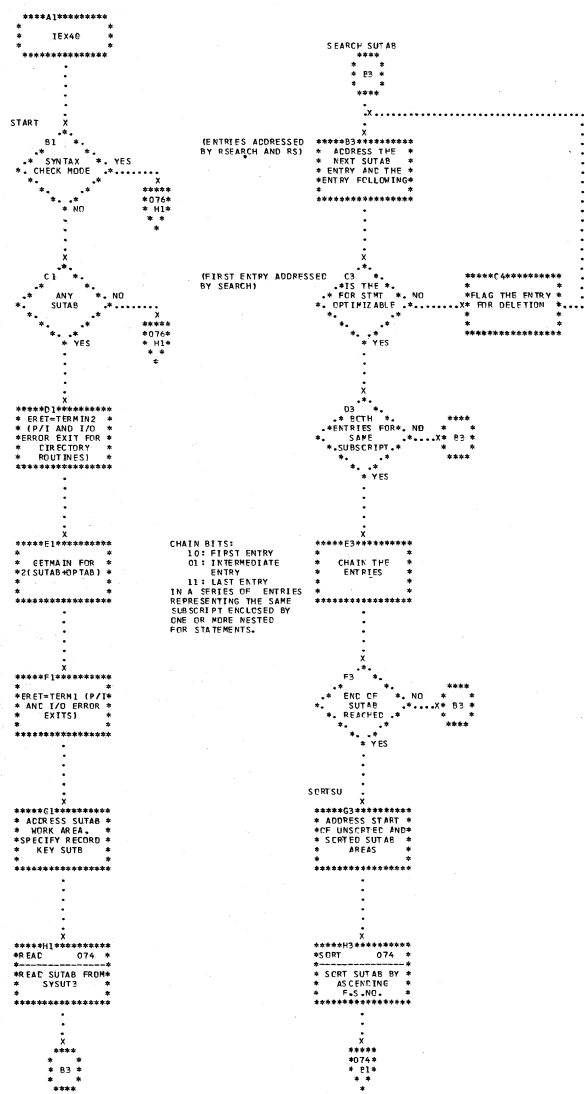 A1
IEX40
START
B1
SYNTAX
CHECK MODE
YES
*076*
* H1*
NO
C1
ANY
SUTAB
NO
*076*
* H1*
YES
D1
ERET=TERMIN2
(P/I AND I/O
ERROR EXIT FOR
DIRECTORY
ROUTINES)
E1
GETMAIN FOR
2(SUTAB+OPTAB)
F1
ERET=TERM1 (P/I
AND I/O ERROR
EXITS)
G1
ADDRESS SUTAB
WORK AREA.
SPECIFY RECORD
KEY SUTB
H1
READ 074
READ SUTAB FROM
SYSUT3
B3
SEARCH SUTAB
B3
(ENTRIES ADDRESSED
BY RSEARCH AND RS)
B3
ADDRESS THE
NEXT SUTAB
ENTRY AND THE
ENTRY FOLLOWING
(FIRST ENTRY ADDRESSED
BY SEARCH)
C3
IS THE
FOR STMT
OPTIMIZABLE
NO
C4
FLAG THE ENTRY
FOR DELETION
YES
D3
BOTH
ENTRIES FOR
SAME
SUBSCRIPT
NO
B3
YES
CHAIN BITS:
10: FIRST ENTRY
01: INTERMEDIATE
ENTRY
11: LAST ENTRY
IN A SERIES OF ENTRIES
REPRESENTING THE SAME
SUBSCRIPT ENCLOSED BY
ONE OR MORE NESTED
FOR STATEMENTS.
E3
CHAIN THE
ENTRIES
F3
END OF
SUTAB
REACHED
NO
B3
YES
SORTSU
G3
ADDRESS START
OF UNSORTED AND
SORTED SUTAB
AREAS
H3
SORT 074
SORT SUTAB BY
ASCENDING
F.S.NO.
*074*
* B1*